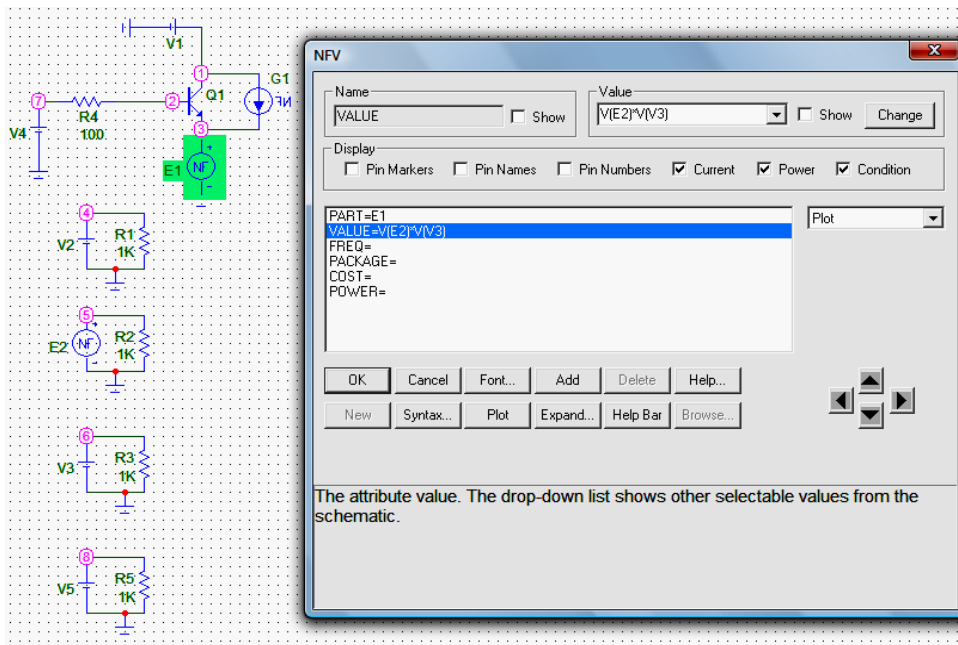 V1
1
G1
NF
7
R4
100
2
Q1
V4
3
+
E1
NF
-
4
V2
R1
1K
5
+
E2
NF
-
R2
1K
6
V3
R3
1K
8
V5
R5
1K
NFV
Name
VALUE
Show
Value
V(E2)*V(V3)
Show
Change
Display
Pin Markers Pin Names Pin Numbers Current Power Condition
PART=E1
VALUE=V(E2)*V(V3)
FREQ=
PACKAGE=
COST=
POWER=
Plot
OK Cancel Font... Add Delete Help...
New Syntax... Plot Expand... Help Bar Browse...
The attribute value. The drop-down list shows other selectable values from the
schematic.